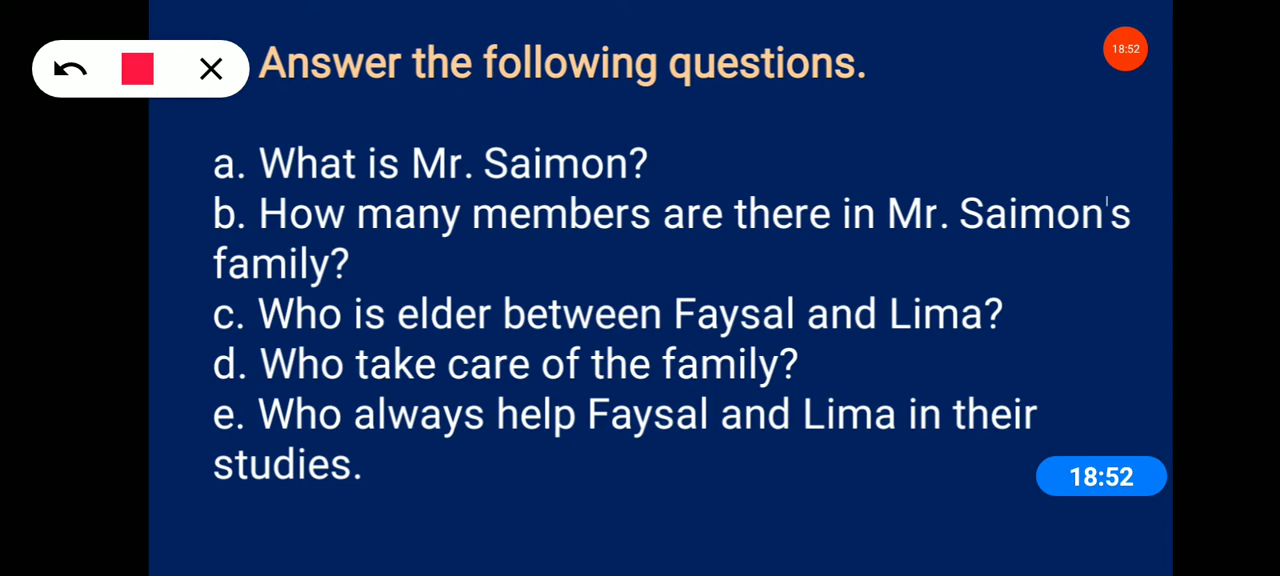 18:52
Answer the following questions.
a. What is Mr. Saimon?
b. How many members are there in Mr. Saimon's
family?
c. Who is elder between Faysal and Lima?
d. Who take care of the family?
e. Who always help Faysal and Lima in their
studies.
18:52